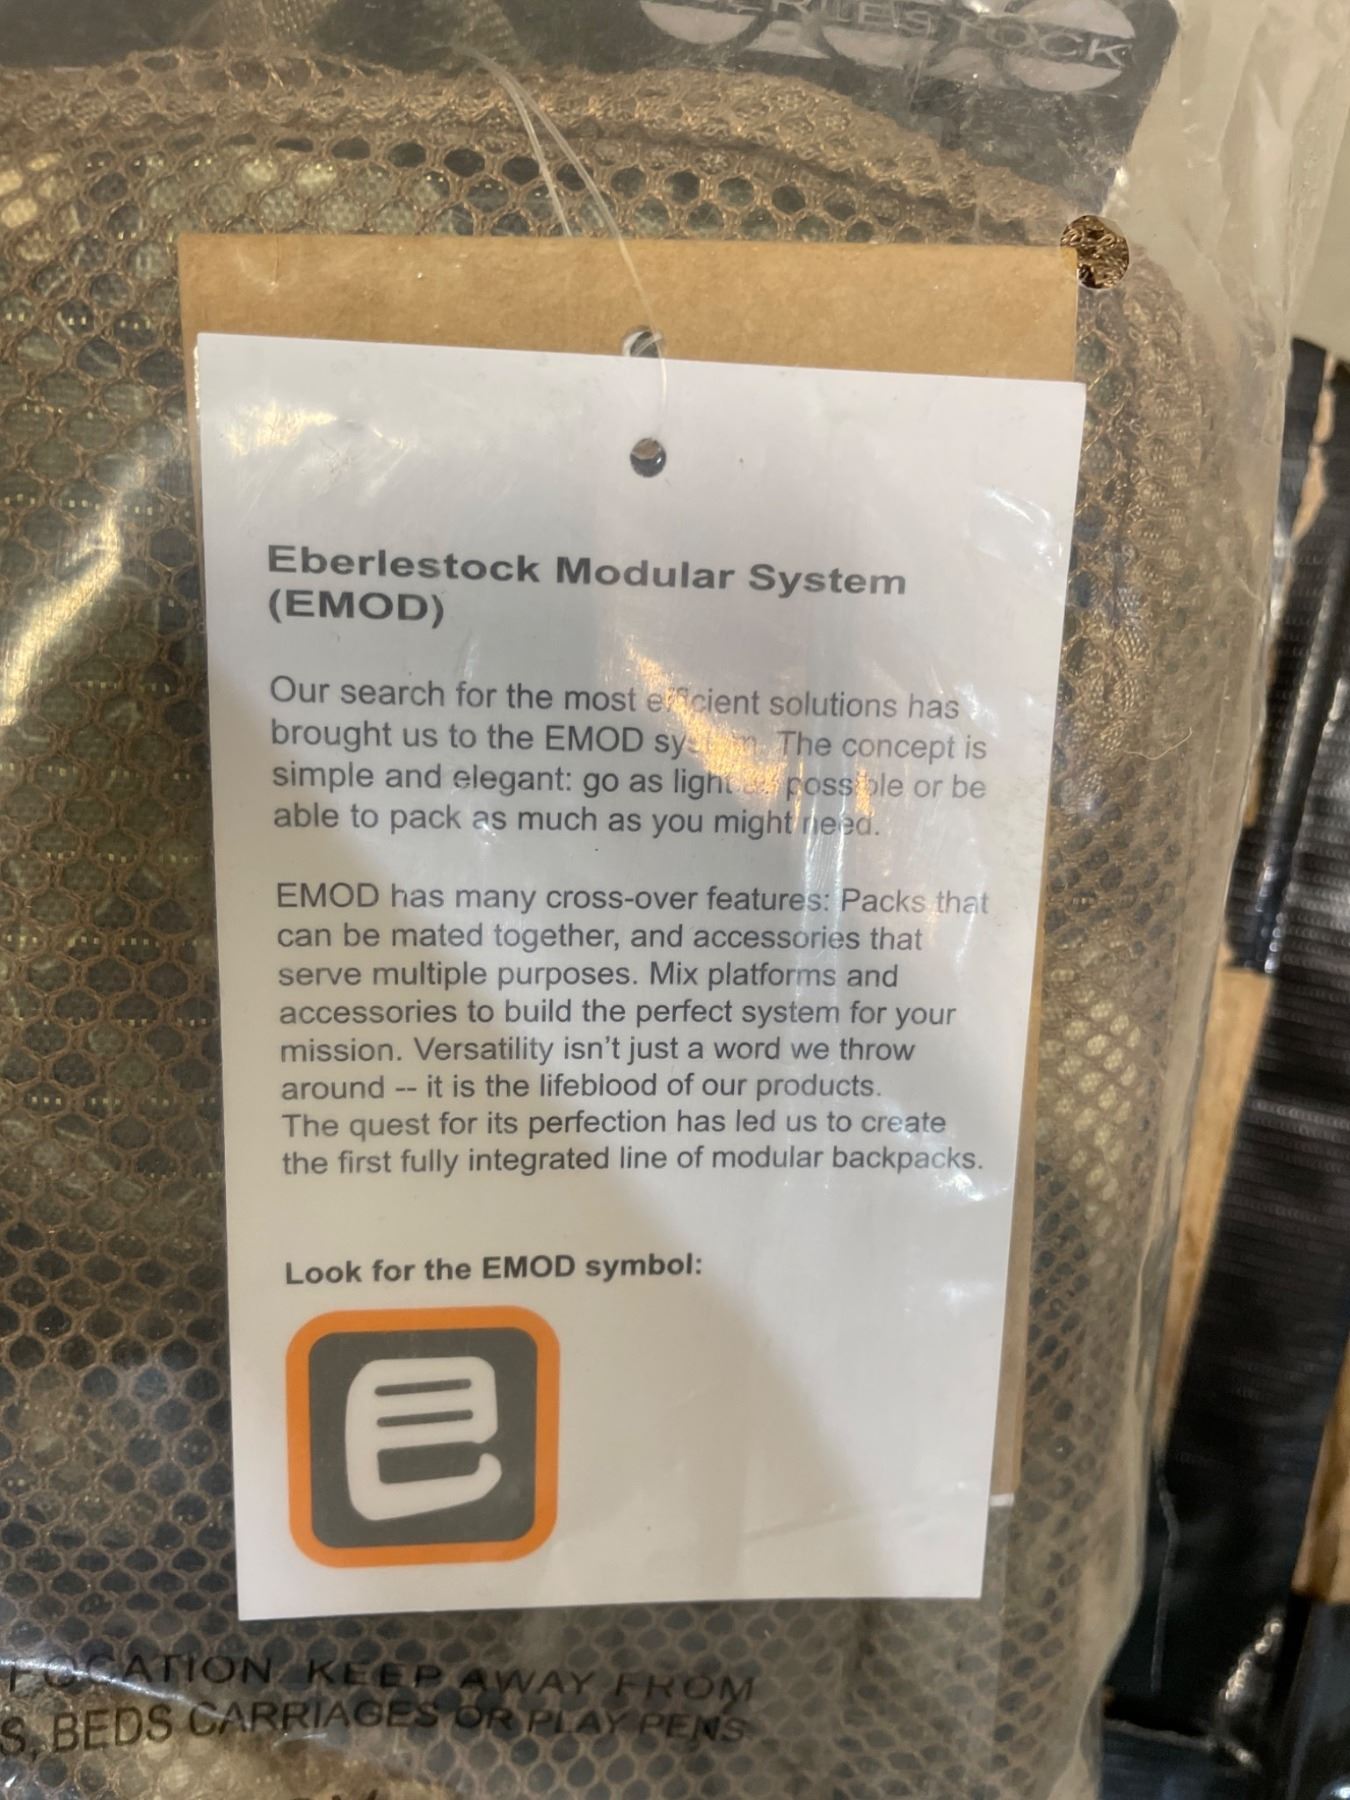 ERLESTOCK
Eberlestock Modular System
(EMOD)
Our search for the most efficient solutions has
brought us to the EMOD system. The concept is
simple and elegant: go as light as possible or be
able to pack as much as you might need.
EMOD has many cross-over features: Packs that
can be mated together, and accessories that
serve multiple purposes. Mix platforms and
accessories to build the perfect system for your
mission. Versatility isn't just a word we throw
around -- it is the lifeblood of our products.
The quest for its perfection has led us to create
the first fully integrated line of modular backpacks.
Look for the EMOD symbol:
KEEP AWAY FROM
S, BEDS CARRIAGES OR PLAY PENS